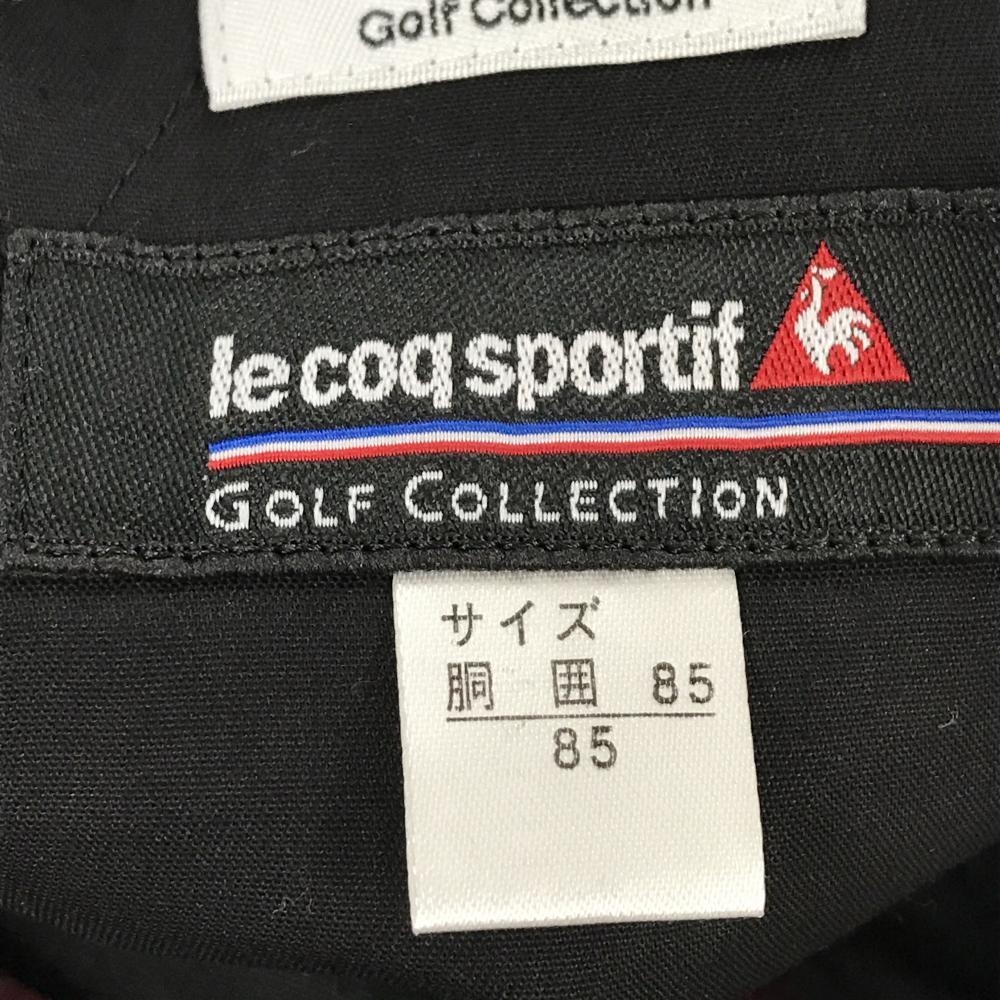 Golf Collection
le coq sportif
GOLF COLLECTION
サイズ
胴 囲 85
85